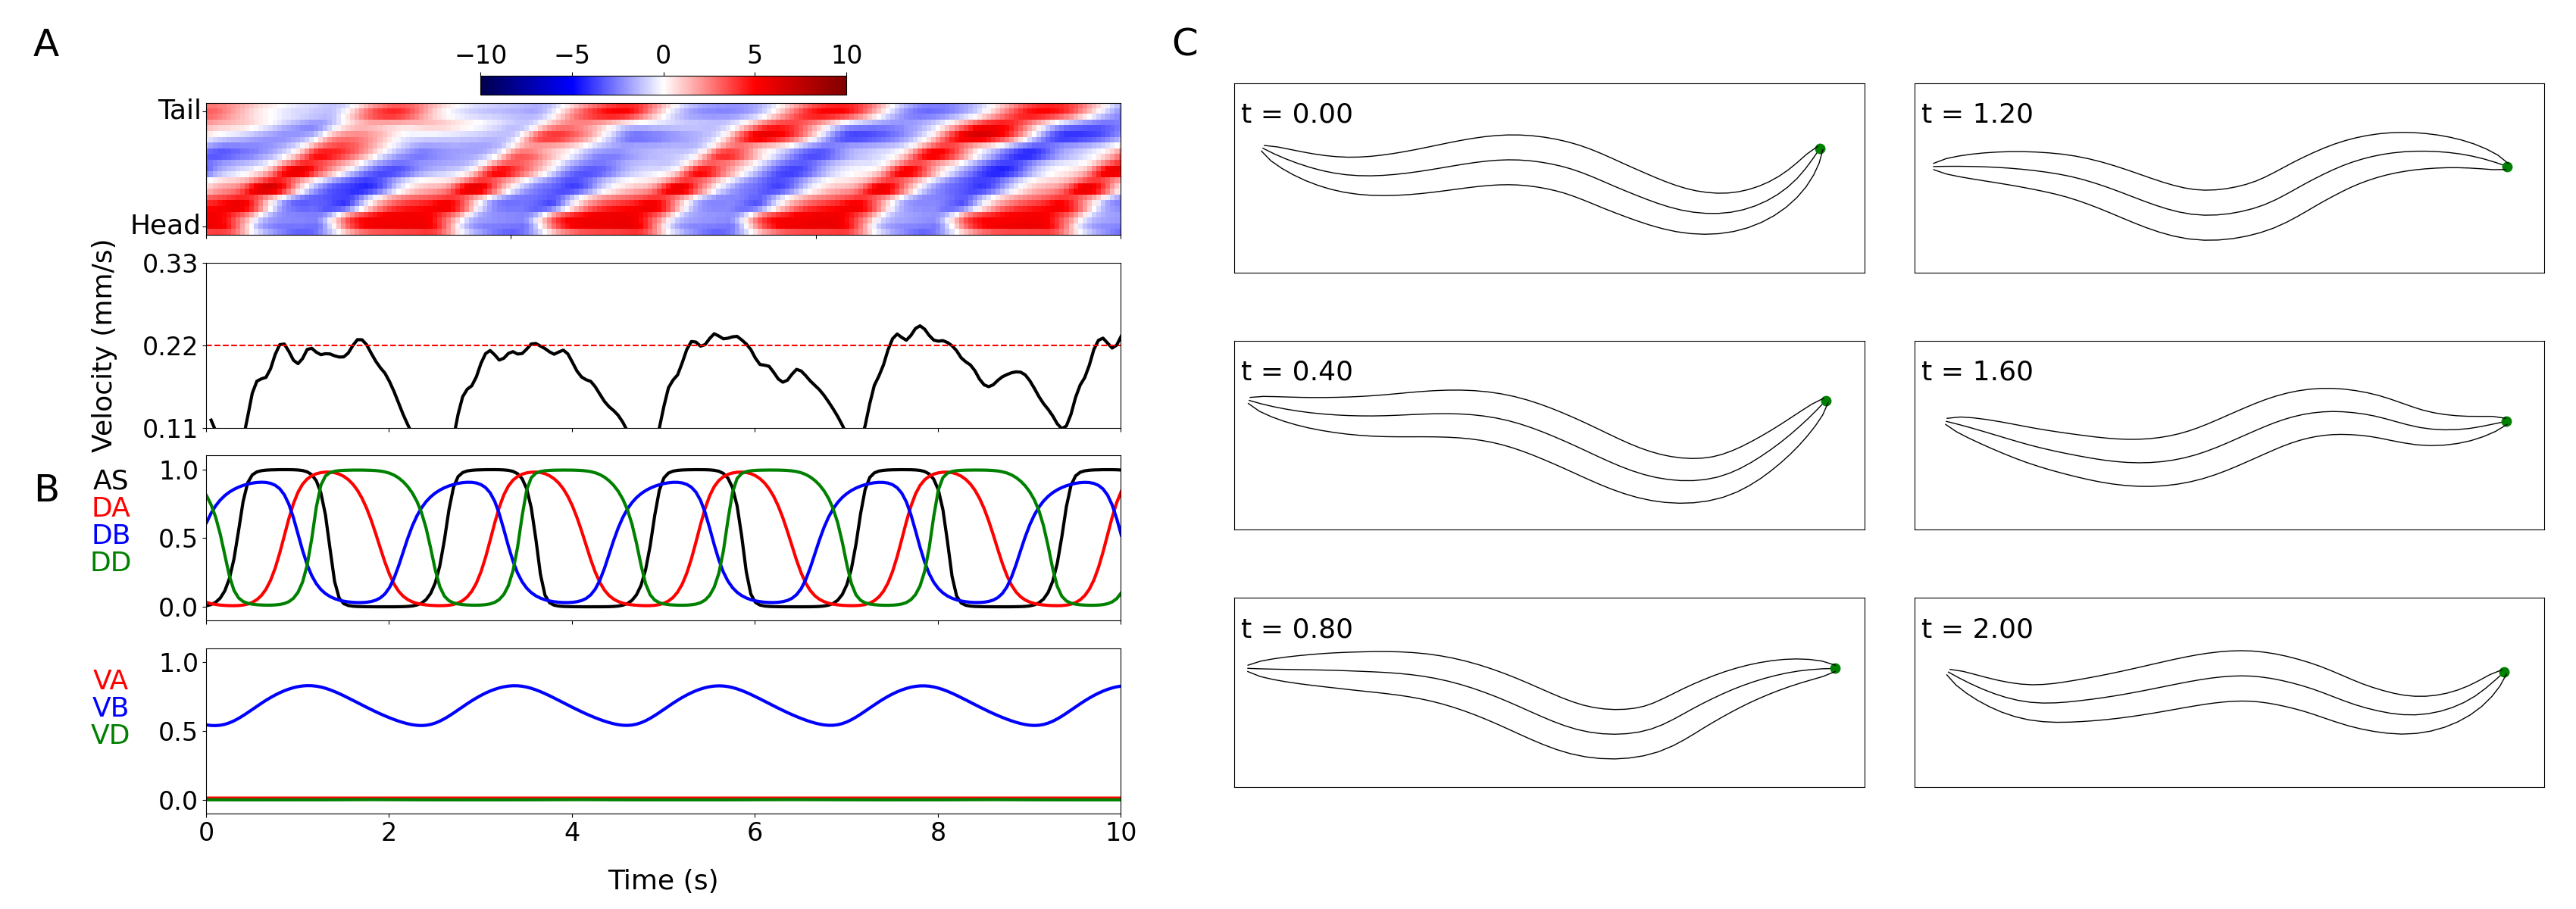 A
−10 −5 0 5 10
Tail
Head
Velocity (mm/s)
0.33
0.22
0.11
B
AS
DA
DB
DD
1.0
0.5
0.0
VA
VB
VD
1.0
0.5
0.0
0 2 4 6 8 10
Time (s)
C
t = 0.00
t = 1.20
t = 0.40
t = 1.60
t = 0.80
t = 2.00